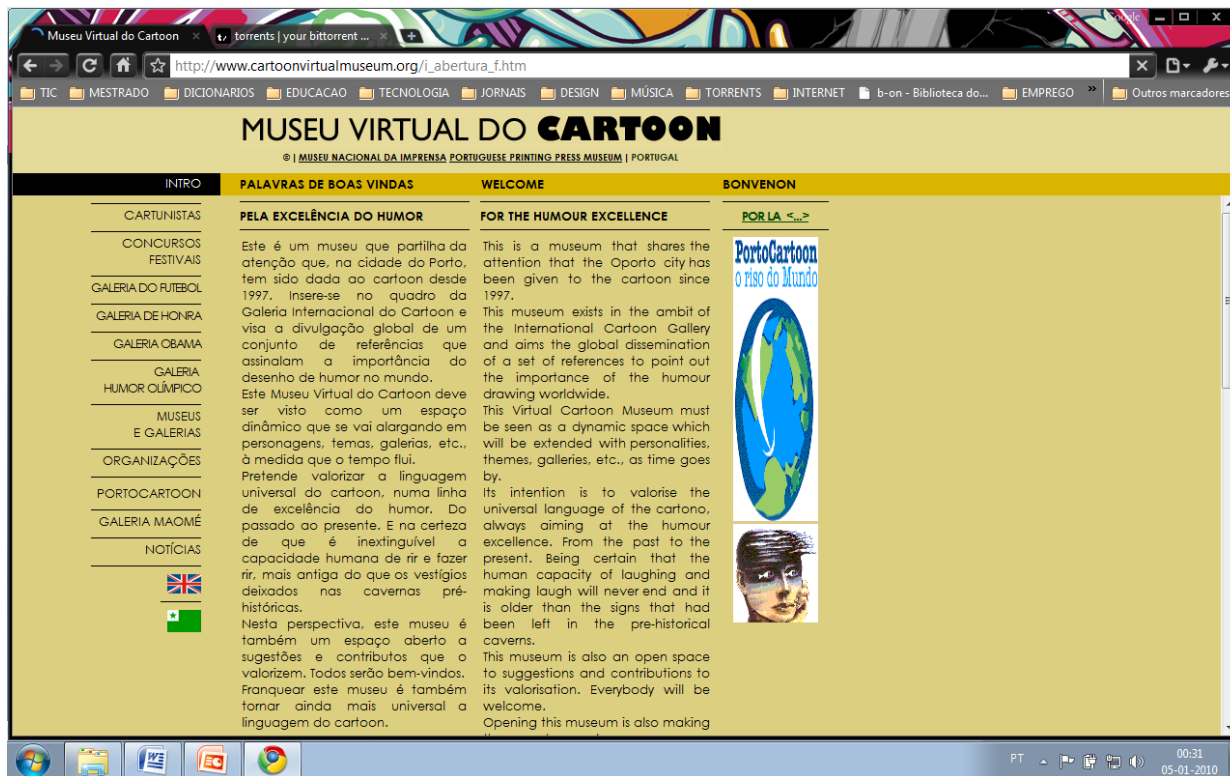 Google
Museu Virtual do Cartoon
torrents | your bittorrent ...
http://www.cartoonvirtualmuseum.org/i_abertura_f.htm
TIC
MESTRADO
DICIONARIOS
EDUCACAO
TECNOLOGIA
JORNAIS
DESIGN
MÚSICA
TORRENTS
INTERNET
b-on - Biblioteca do...
EMPREGO
»
Outros marcadores
MUSEU VIRTUAL DO CARTOON
© | MUSEU NACIONAL DA IMPRENSA PORTUGUESE PRINTING PRESS MUSEUM | PORTUGAL
INTRO
CARTUNISTAS
CONCURSOS
FESTIVAIS
GALERIA DO FUTEBOL
GALERIA DE HONRA
GALERIA OBAMA
GALERIA
HUMOR OLÍMPICO
MUSEUS
E GALERIAS
ORGANIZAÇÕES
PORTOCARTOON
GALERIA MAOMÉ
NOTÍCIAS
PALAVRAS DE BOAS VINDAS
PELA EXCELÊNCIA DO HUMOR
Este é um museu que partilha da
atenção que, na cidade do Porto,
tem sido dada ao cartoon desde
1997. Insere-se no quadro da
Galeria Internacional do Cartoon e
visa a divulgação global de um
conjunto de referências que
assinalam a importância do
desenho de humor no mundo.
Este Museu Virtual do Cartoon deve
ser visto como um espaço
dinâmico que se vai alargando em
personagens, temas, galerias, etc.,
à medida que o tempo flui.
Pretende valorizar a linguagem
universal do cartoon, numa linha
de excelência do humor. Do
passado ao presente. E na certeza
de que é inextinguível a
capacidade humana de rir e fazer
rir, mais antiga do que os vestígios
deixados nas cavernas pré-
históricas.
Nesta perspectiva, este museu é
também um espaço aberto a
sugestões e contributos que o
valorizem. Todos serão bem-vindos.
Franquear este museu é também
tornar ainda mais universal a
linguagem do cartoon.
WELCOME
FOR THE HUMOUR EXCELLENCE
This is a museum that shares the
attention that the Oporto city has
been given to the cartoon since
1997.
This museum exists in the ambit of
the International Cartoon Gallery
and aims the global dissemination
of a set of references to point out
the importance of the humour
drawing worldwide.
This Virtual Cartoon Museum must
be seen as a dynamic space which
will be extended with personalities,
themes, galleries, etc., as time goes
by.
Its intention is to valorise the
universal language of the cartono,
always aiming at the humour
excellence. From the past to the
present. Being certain that the
human capacity of laughing and
making laugh will never end and it
is older than the signs that had
been left in the pre-historical
caverns.
This museum is also an open space
to suggestions and contributions to
its valorisation. Everybody will be
welcome.
Opening this museum is also making
BONVENON
POR LA <...>
PortoCartoon
o riso do Mundo
PT
00:31
05-01-2010